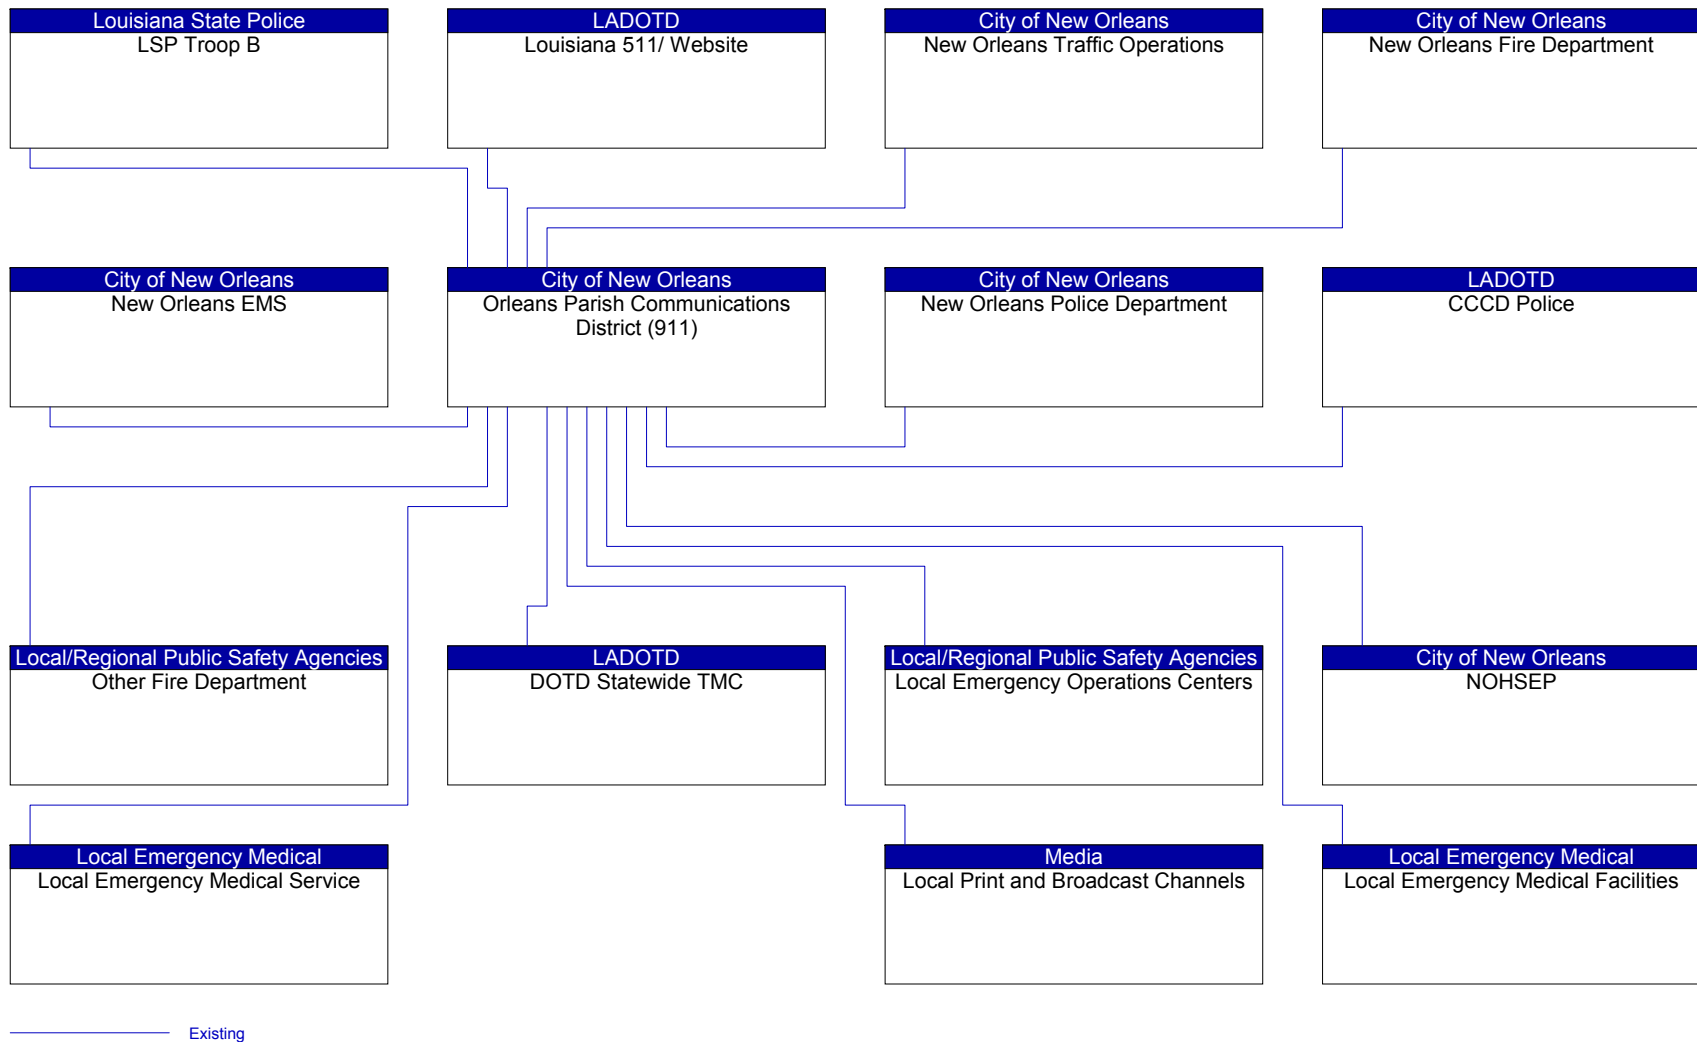 Louisiana State Police
LSP Troop B
LADOTD
Louisiana 511/ Website
City of New Orleans
New Orleans Traffic Operations
City of New Orleans
New Orleans Fire Department
City of New Orleans
New Orleans EMS
City of New Orleans
Orleans Parish Communications
District (911)
City of New Orleans
New Orleans Police Department
LADOTD
CCCD Police
Local/Regional Public Safety Agencies
Other Fire Department
LADOTD
DOTD Statewide TMC
Local/Regional Public Safety Agencies
Local Emergency Operations Centers
City of New Orleans
NOHSEP
Local Emergency Medical
Local Emergency Medical Service
Media
Local Print and Broadcast Channels
Local Emergency Medical
Local Emergency Medical Facilities
Existing